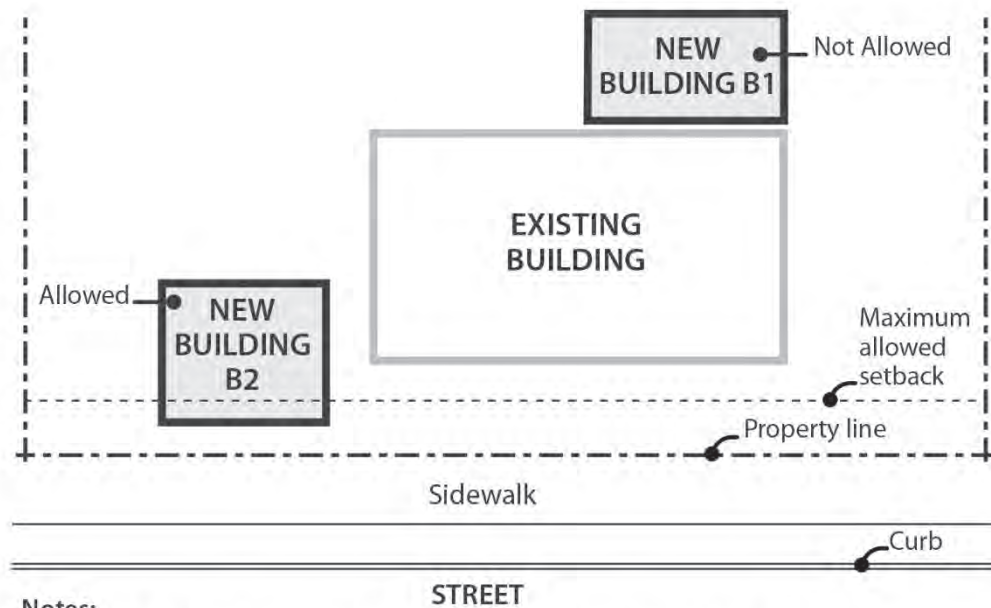 NEW
BUILDING B1
Not Allowed
EXISTING
BUILDING
Allowed
NEW
BUILDING
B2
Maximum
allowed
setback
Property line
Sidewalk
Curb
STREET
Notes: